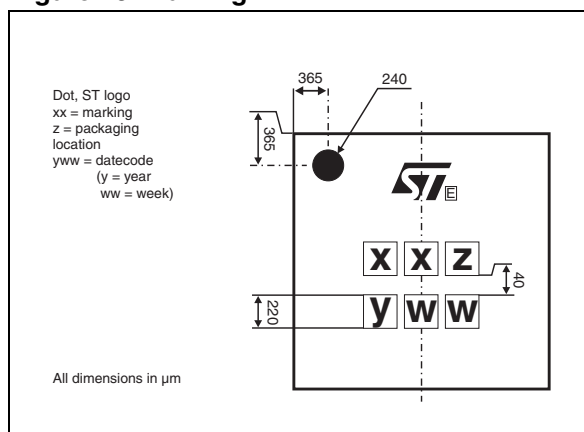 365
240
Dot, ST logo
xx = marking
z = packaging
location
yww = datecode
(y = year
ww = week)
365
ST
E
x x z
40
y w w
220
All dimensions in µm